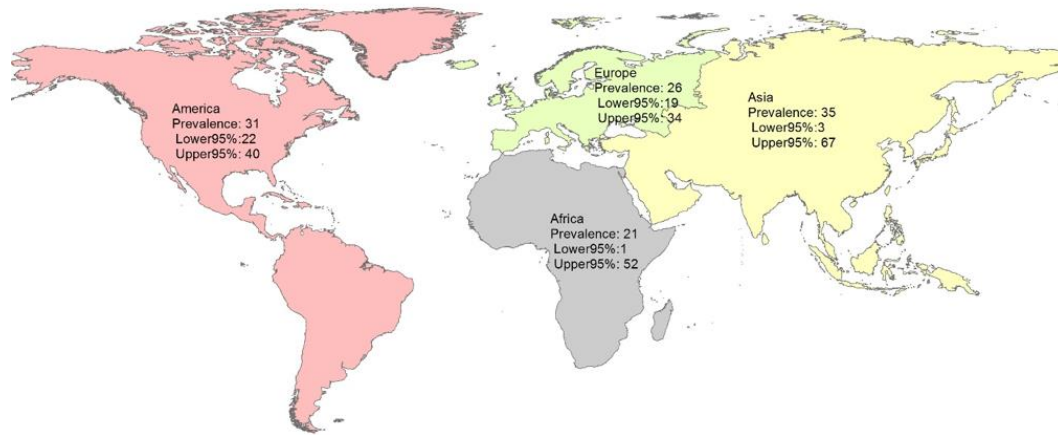 America
Prevalence: 31
Lower95%:22
Upper95%: 40
Europe
Prevalence: 26
Lower95%:19
Upper95%: 34
Asia
Prevalence: 35
Lower95%:3
Upper95%: 67
Africa
Prevalence: 21
Lower95%:1
Upper95%: 52